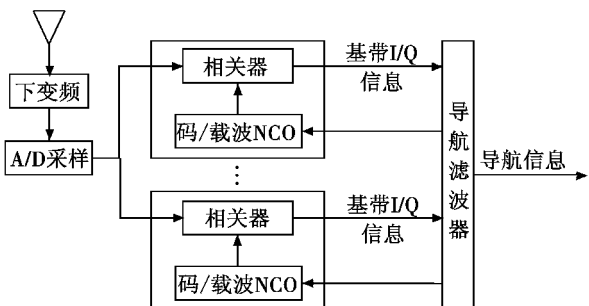 下变频
A/D采样
相关器
码/载波NCO
基带I/Q
信息
相关器
码/载波NCO
基带I/Q
信息
导航滤波器
导航信息